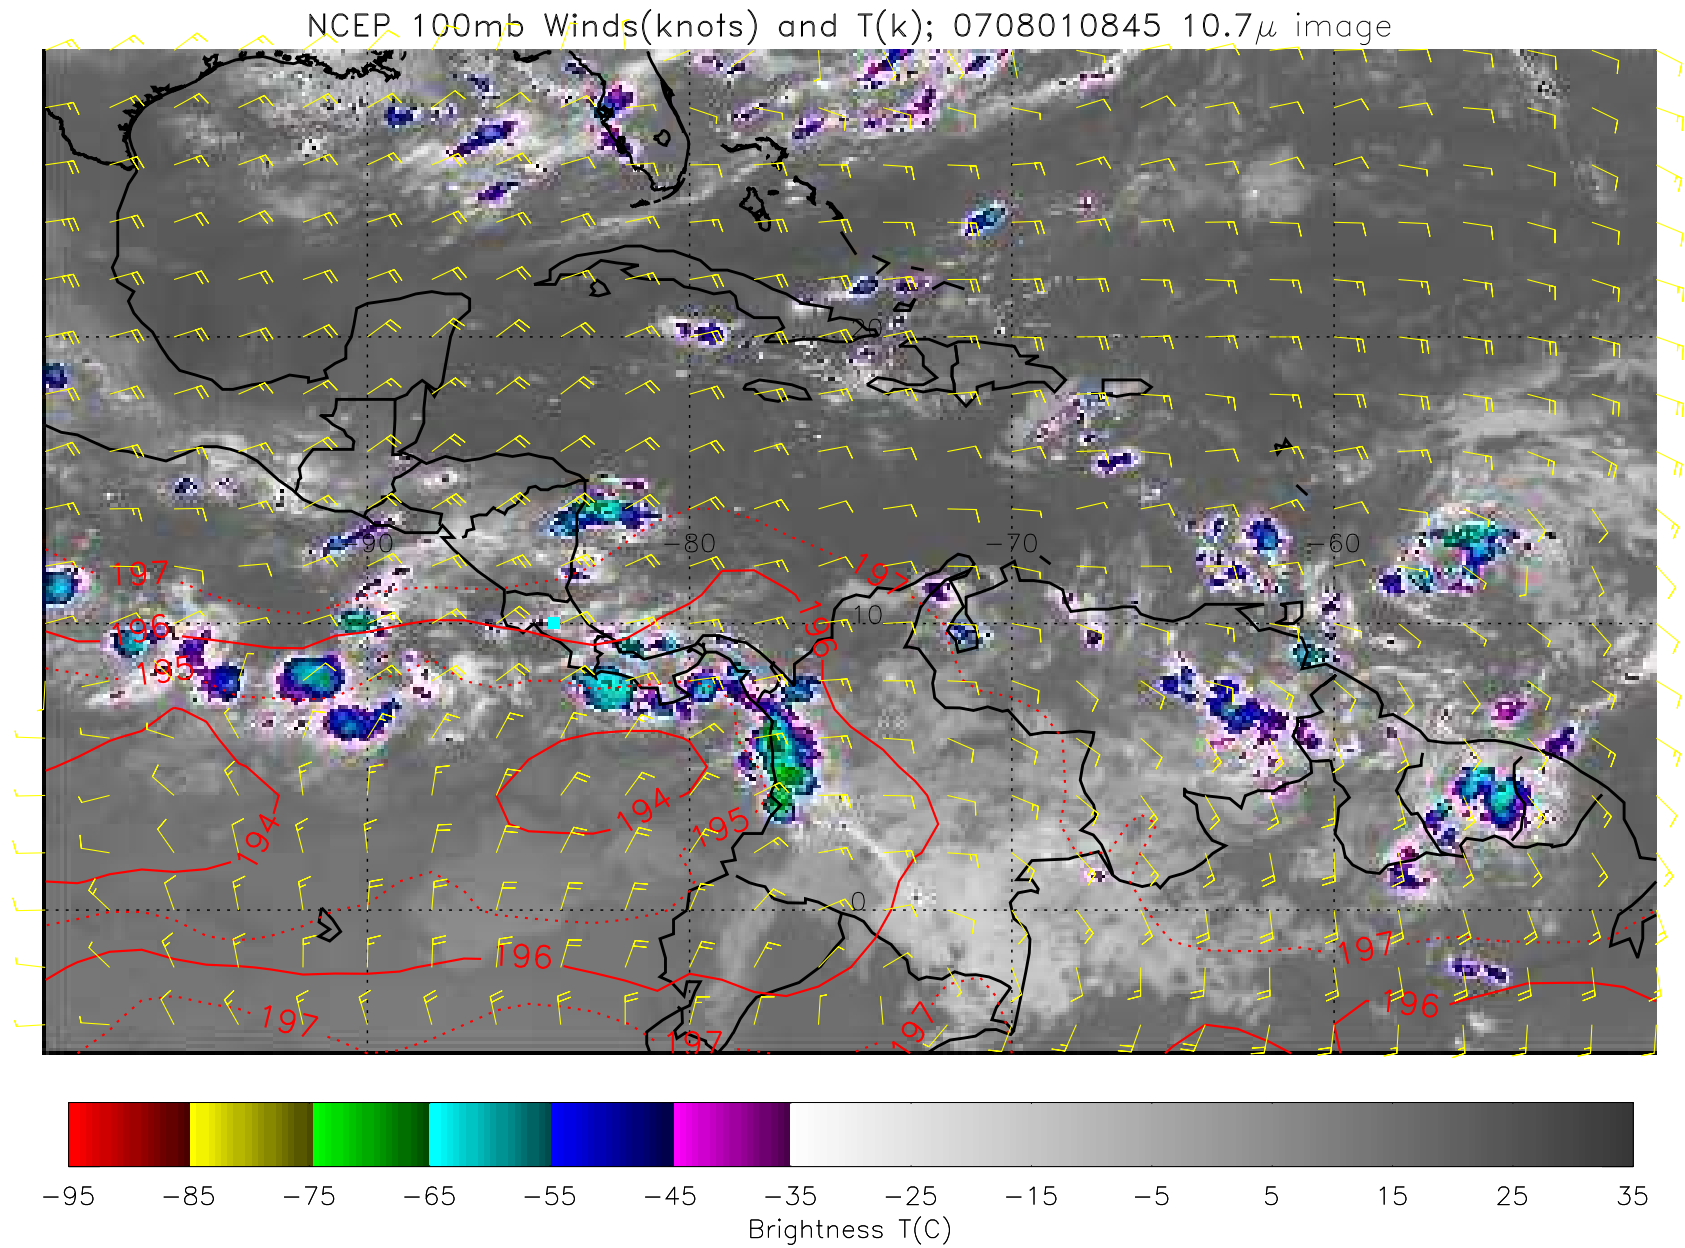 NCEP 100mb Winds(knots) and T(k); 0708010845 10.7μ image
20
-90 -80 -70 -60
197 197
196 196 10
195
194 194 195
0
196 197
197 197 197 196
-95 -85 -75 -65 -55 -45 -35 -25 -15 -5 5 15 25 35
Brightness T(C)